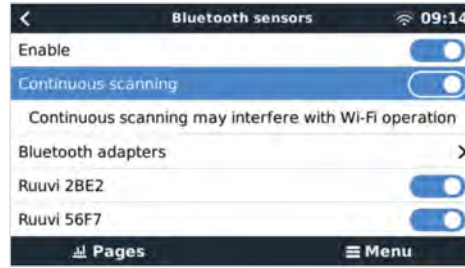 Bluetooth sensors 09:14
Enable
Continuous scanning
Continuous scanning may interfere with Wi-Fi operation
Bluetooth adapters
Ruuvi 2BE2
Ruuvi 56F7
Pages Menu